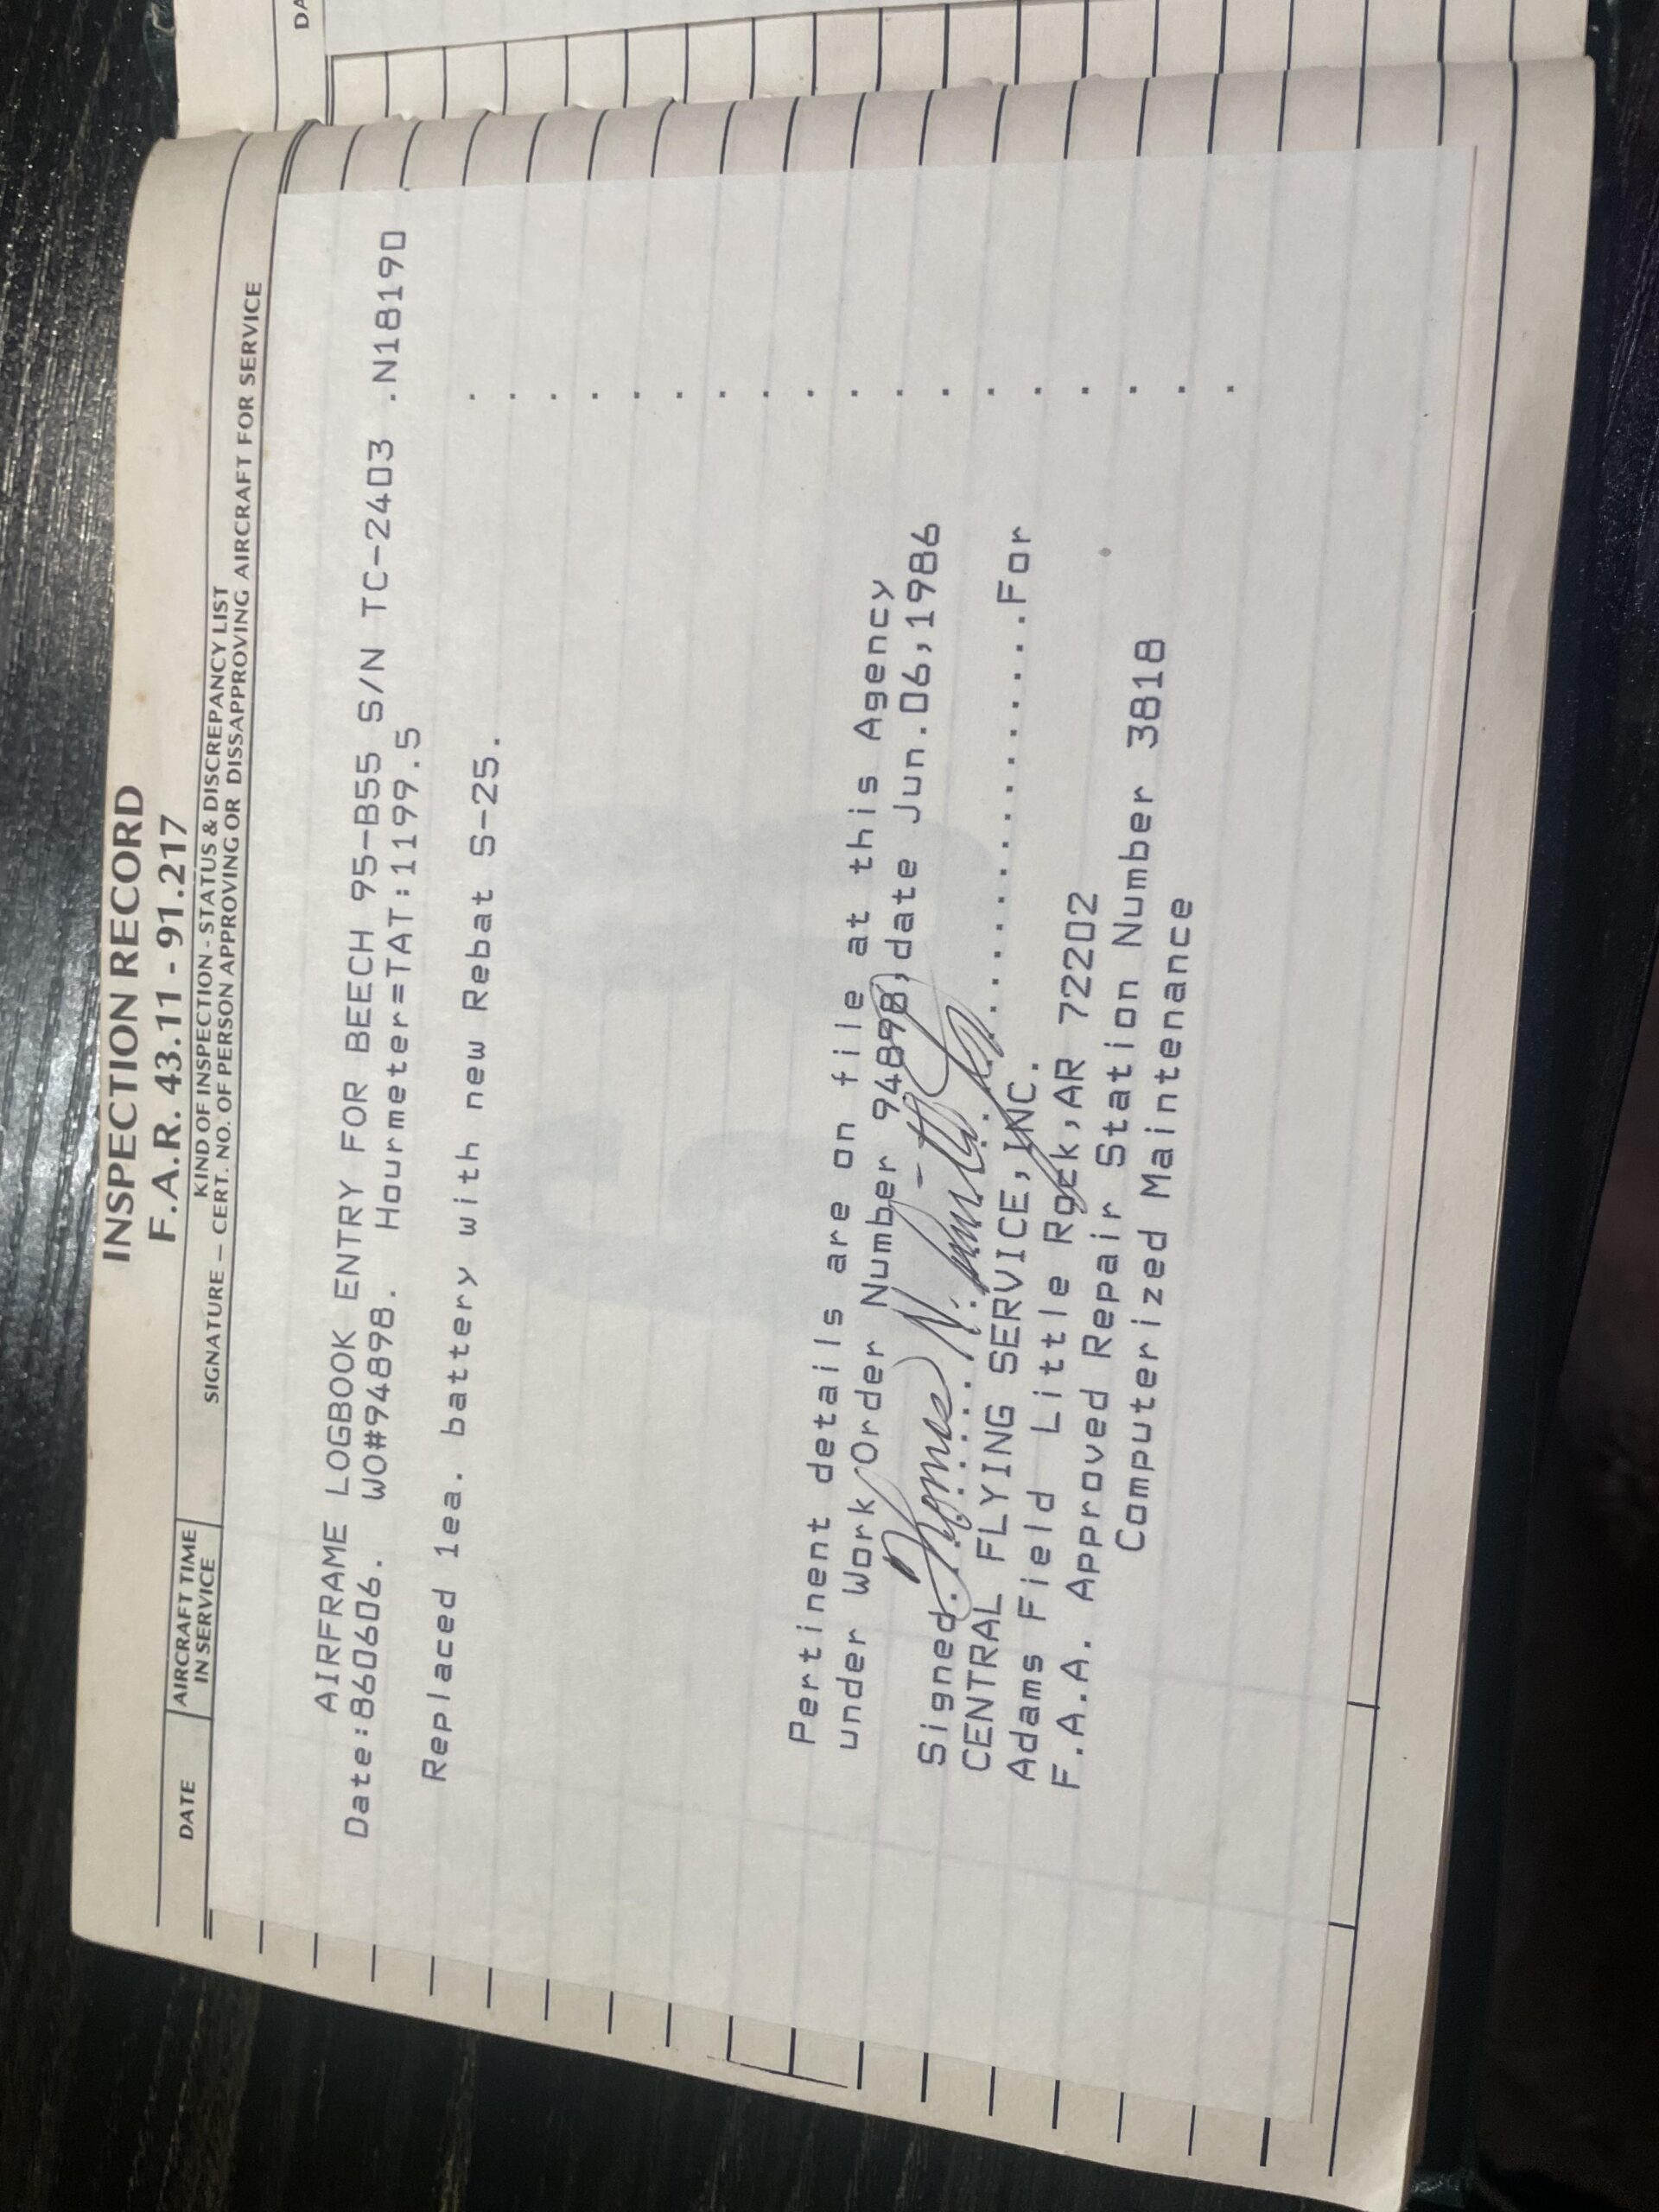 INSPECTION RECORD
F.A.R. 43.11 - 91.217
DATE
AIRCRAFT TIME
IN SERVICE
KIND OF INSPECTION - STATUS & DISCREPANCY LIST
SIGNATURE – CERT. NO. OF PERSON APPROVING OR DISSAPPROVING AIRCRAFT FOR SERVICE
AIRFRAME LOGBOOK ENTRY FOR BEECH 95-B55 S/N TC-2403 .N18190
Date:860606. WO#94898. Hourmeter=TAT:1199.5
Replaced 1ea. battery with new Rebat S-25.
Pertinent details are on file at this Agency
under Work Order Number 94898,date Jun.06,1986
Signed. Thomas N. ..........For
CENTRAL FLYING SERVICE,INC.
Adams Field Little Rock,AR 72202
F.A.A. Approved Repair Station Number 3818
Computerized Maintenance
DA